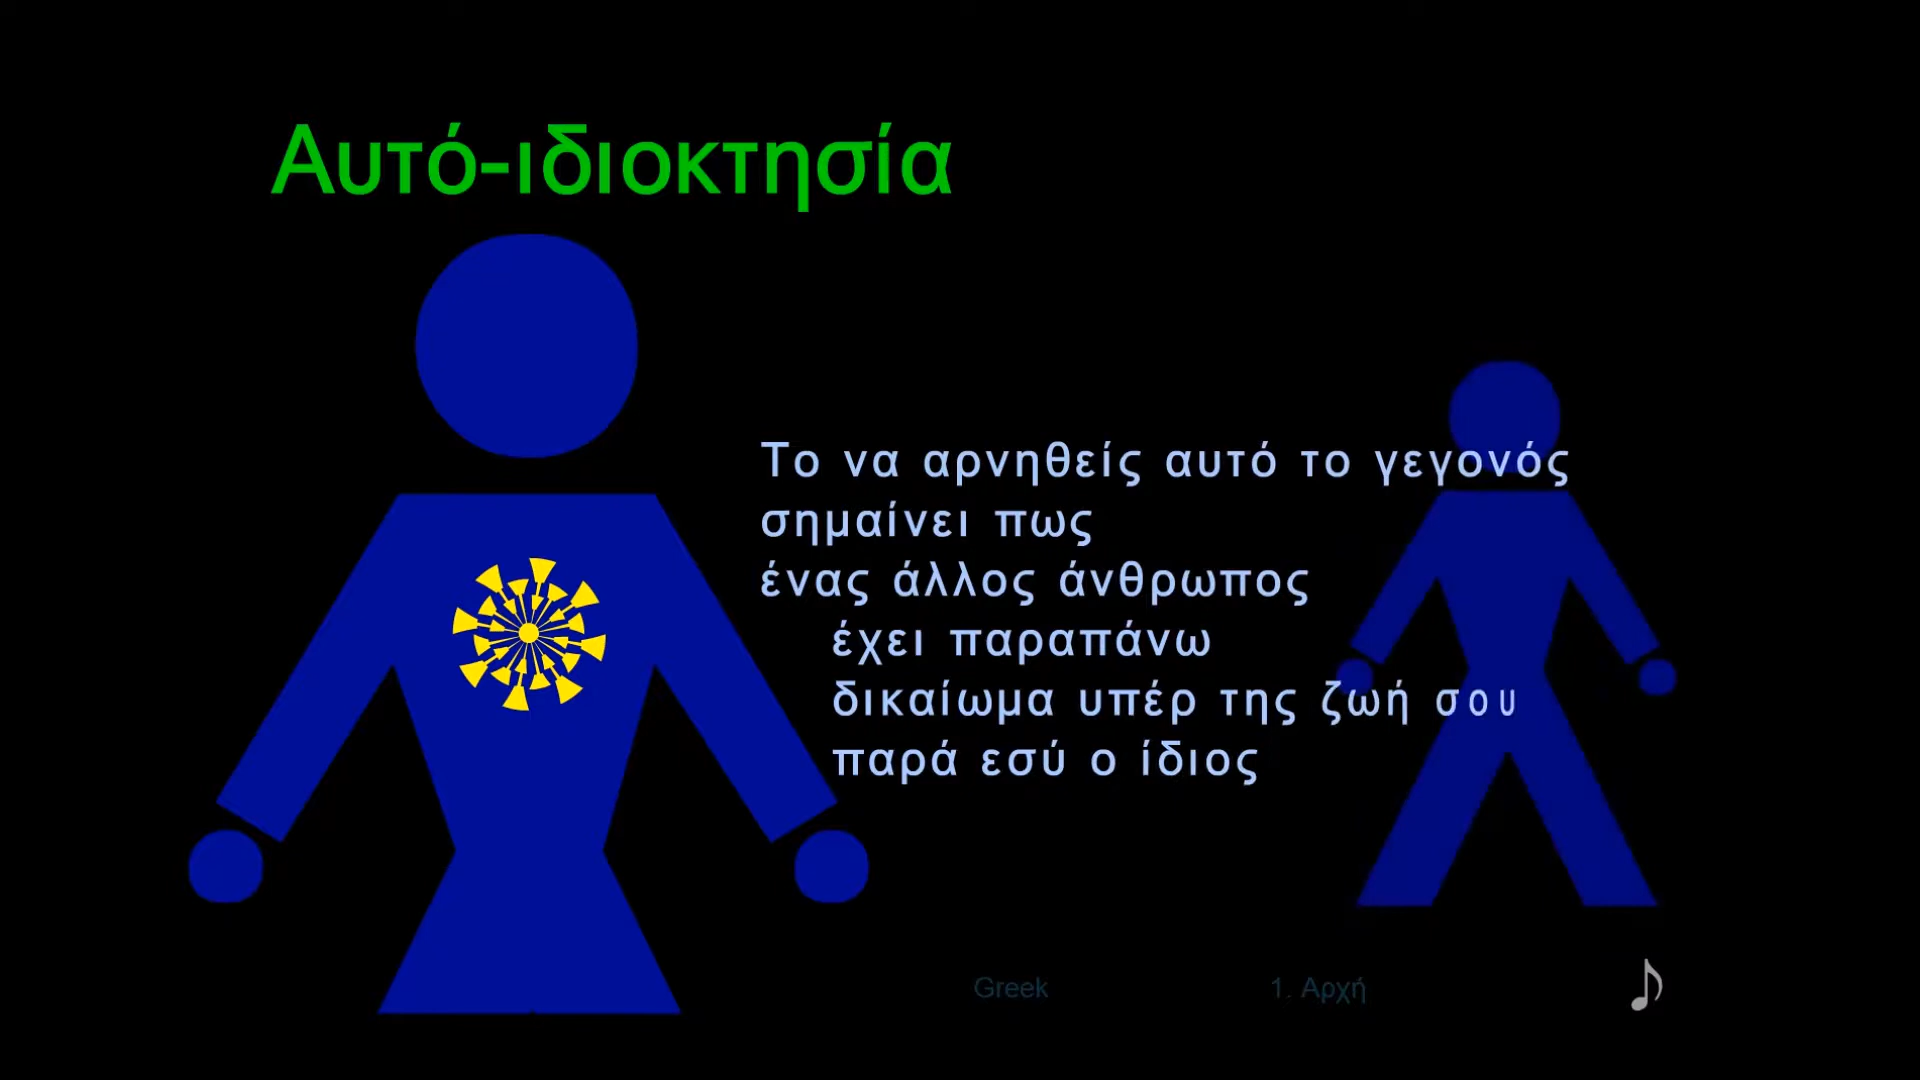 Αυτό-ιδιοκτησία
Το να αρνηθείς αυτό το γεγονός
σημαίνει πως
ένας άλλος άνθρωπος
έχει παραπάνω
δικαίωμα υπέρ της ζωή σου
παρά εσύ ο ίδιος
Greek
1. Αρχή